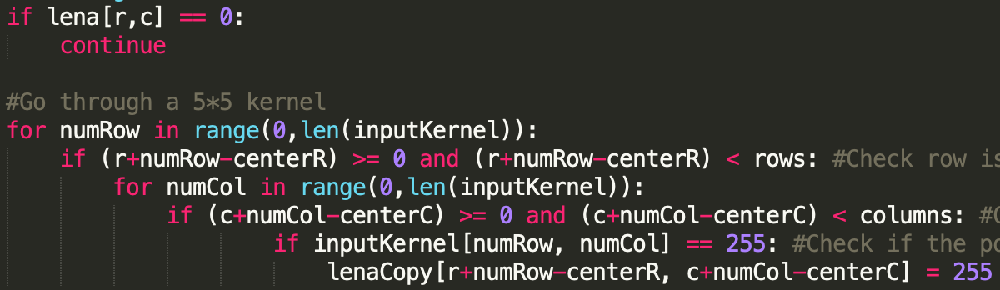 if lena[r,c] == 0:
continue
#Go through a 5*5 kernel
for numRow in range(0,len(inputKernel)):
if (r+numRow-centerR) >= 0 and (r+numRow-centerR) < rows: #Check row is
for numCol in range(0,len(inputKernel)):
if (c+numCol-centerC) >= 0 and (c+numCol-centerC) < columns: #
if inputKernel[numRow, numCol] == 255: #Check if the po
lenaCopy[r+numRow-centerR, c+numCol-centerC] = 255